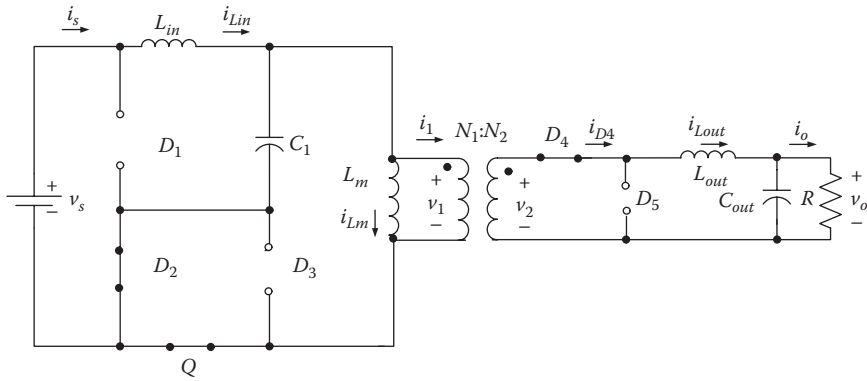 i_s
L_in
i_Lin
D_1
C_1
+
v_s
−
D_2
D_3
Q
L_m
i_Lm
i_1
N_1:N_2
+
v_1
−
+
v_2
−
D_4
i_D4
D_5
i_Lout
L_out
C_out
i_o
R
+
v_o
−